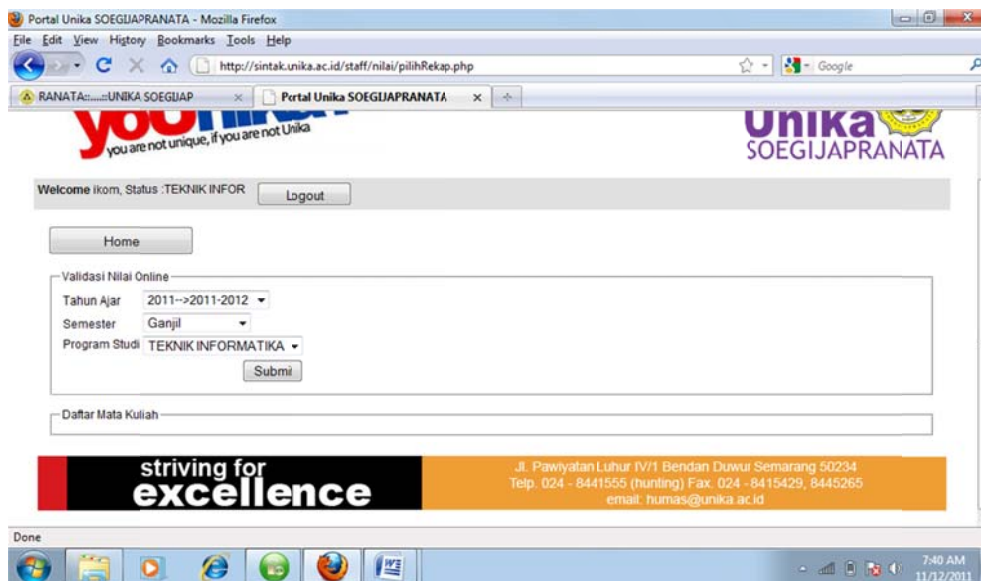 Portal Unika SOEGIJAPRANATA - Mozilla Firefox
File Edit View History Bookmarks Tools Help
http://sintak.unika.ac.id/staff/nilai/pilihRekap.php
Google
RANATA::.....::UNIKA SOEGIJAP
Portal Unika SOEGIJAPRANATA
you are not unique, if you are not Unika
Unika
SOEGIJAPRANATA
Welcome ikom, Status :TEKNIK INFOR
Logout
Home
Validasi Nilai Online
Tahun Ajar 2011-->2011-2012
Semester Ganjil
Program Studi TEKNIK INFORMATIKA
Submi
Daftar Mata Kuliah
striving for
excellence
Jl. Pawiyatan Luhur IV/1 Bendan Duwur Semarang 50234
Telp. 024 - 8441555 (hunting) Fax. 024 - 8415429, 8445265
email: humas@unika.ac.id
Done
7:40 AM
11/12/2011